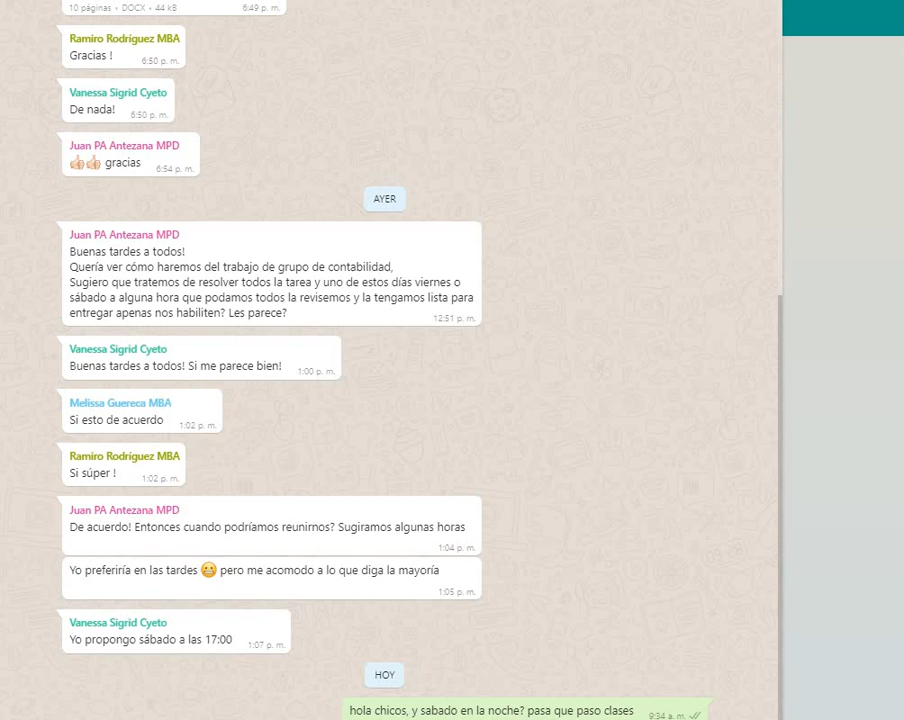 10 páginas • DOCX • 44 kB 6:49 p. m.
Ramiro Rodríguez MBA
Gracias ! 6:50 p. m.
Vanessa Sigrid Cyeto
De nada! 6:50 p. m.
Juan PA Antezana MPD
👍🏻👍🏻 gracias 6:54 p. m.
AYER
Juan PA Antezana MPD
Buenas tardes a todos!
Quería ver cómo haremos del trabajo de grupo de contabilidad,
Sugiero que tratemos de resolver todos la tarea y uno de estos días viernes o
sábado a alguna hora que podamos todos la revisemos y la tengamos lista para
entregar apenas nos habiliten? Les parece? 12:51 p. m.
Vanessa Sigrid Cyeto
Buenas tardes a todos! Si me parece bien! 1:00 p. m.
Melissa Guereca MBA
Si esto de acuerdo 1:02 p. m.
Ramiro Rodríguez MBA
Si súper ! 1:02 p. m.
Juan PA Antezana MPD
De acuerdo! Entonces cuando podríamos reunirnos? Sugiramos algunas horas
1:04 p. m.
Yo preferiría en las tardes 😬 pero me acomodo a lo que diga la mayoría
1:05 p. m.
Vanessa Sigrid Cyeto
Yo propongo sábado a las 17:00 1:07 p. m.
HOY
hola chicos, y sabado en la noche? pasa que paso clases 9:34 a. m.